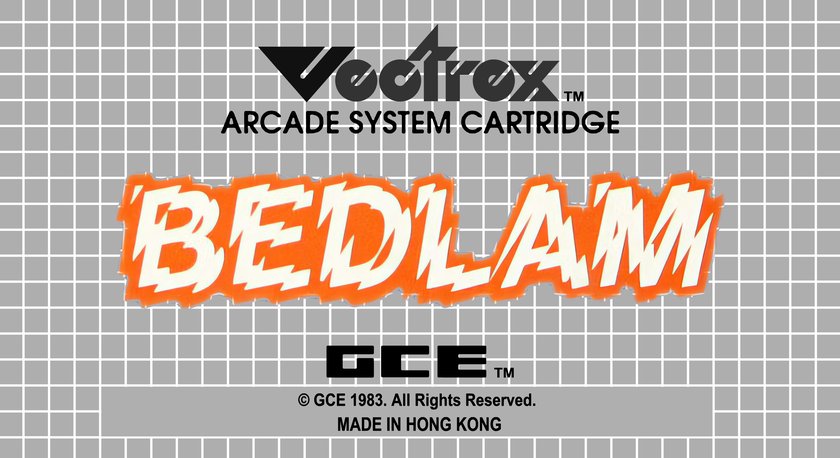 Vectrex™
ARCADE SYSTEM CARTRIDGE
BEDLAM
GCE™
© GCE 1983. All Rights Reserved.
MADE IN HONG KONG